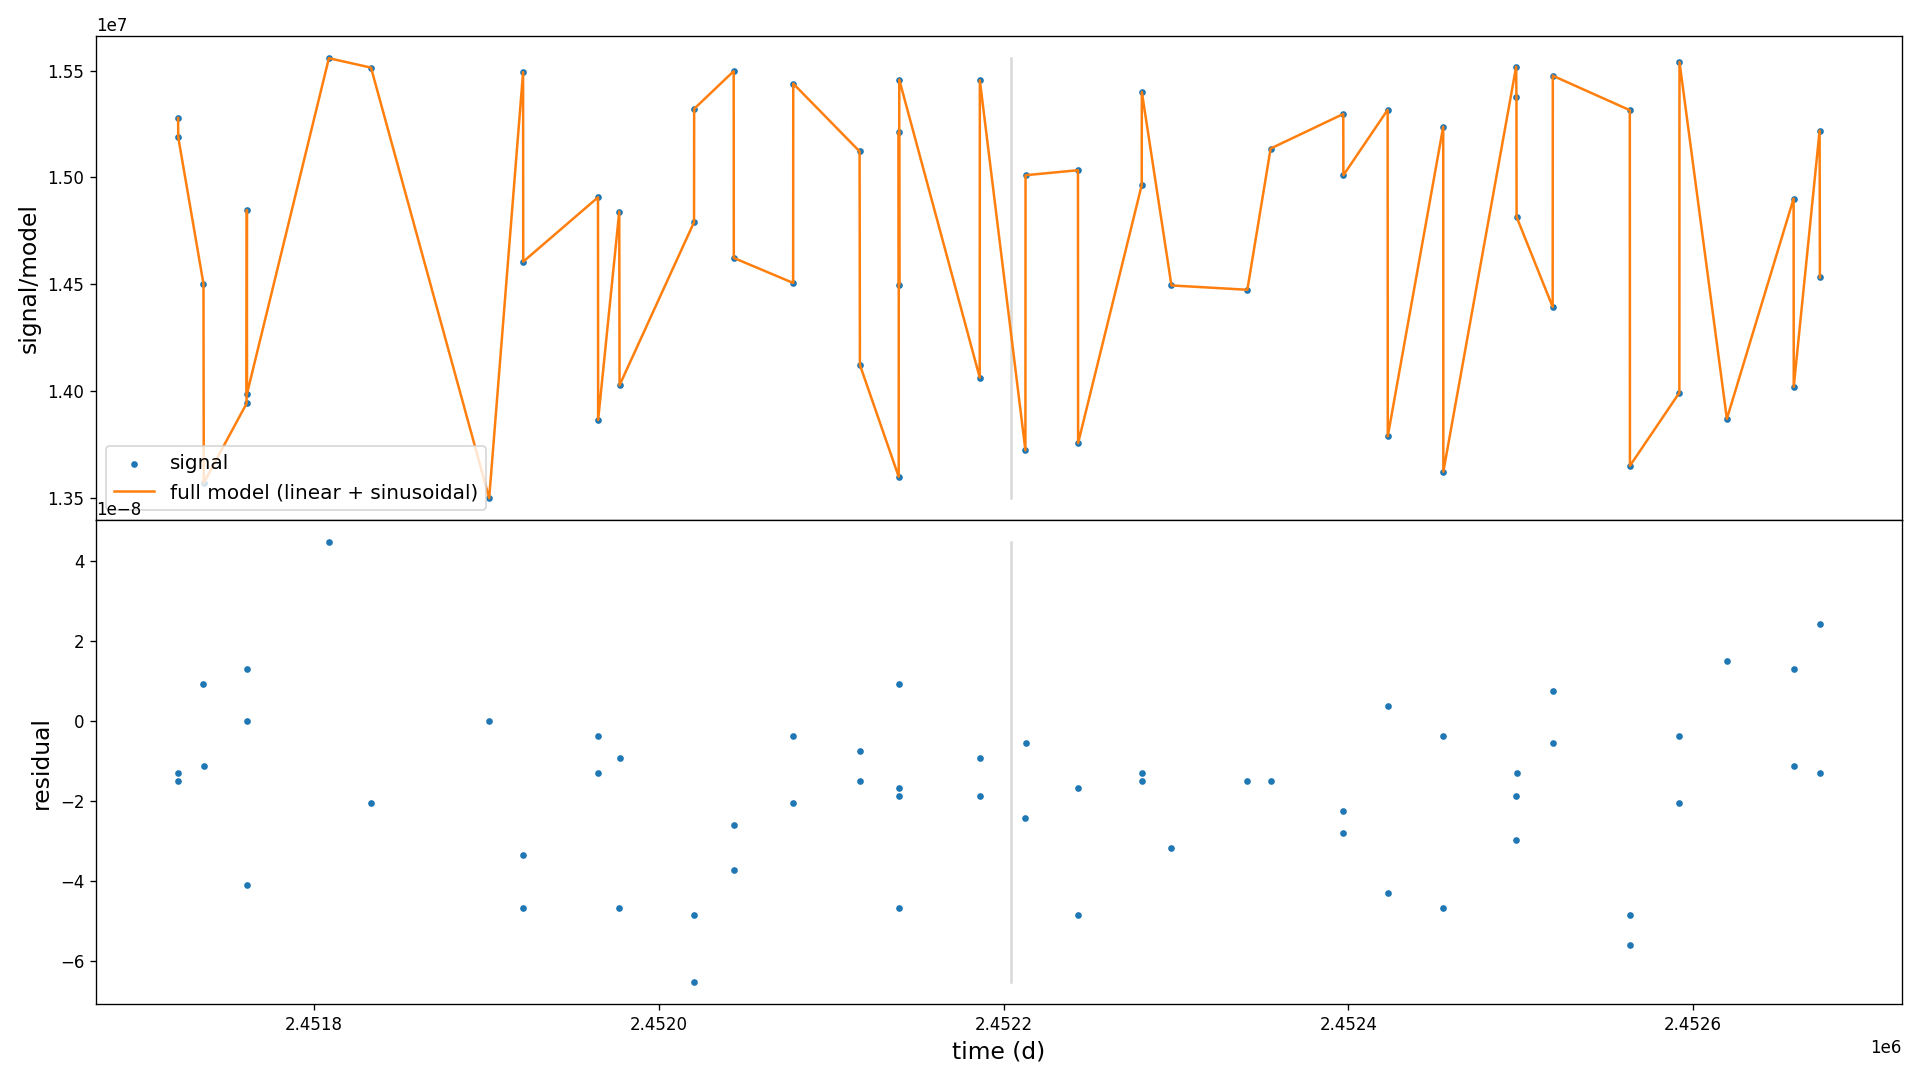 1e7
1.55
1.50
1.45
1.40
1.35
signal/model
signal
full model (linear + sinusoidal)
1e−8
4
2
0
−2
−4
−6
residual
2.4518 2.4520 2.4522 2.4524 2.4526
time (d)
1e6